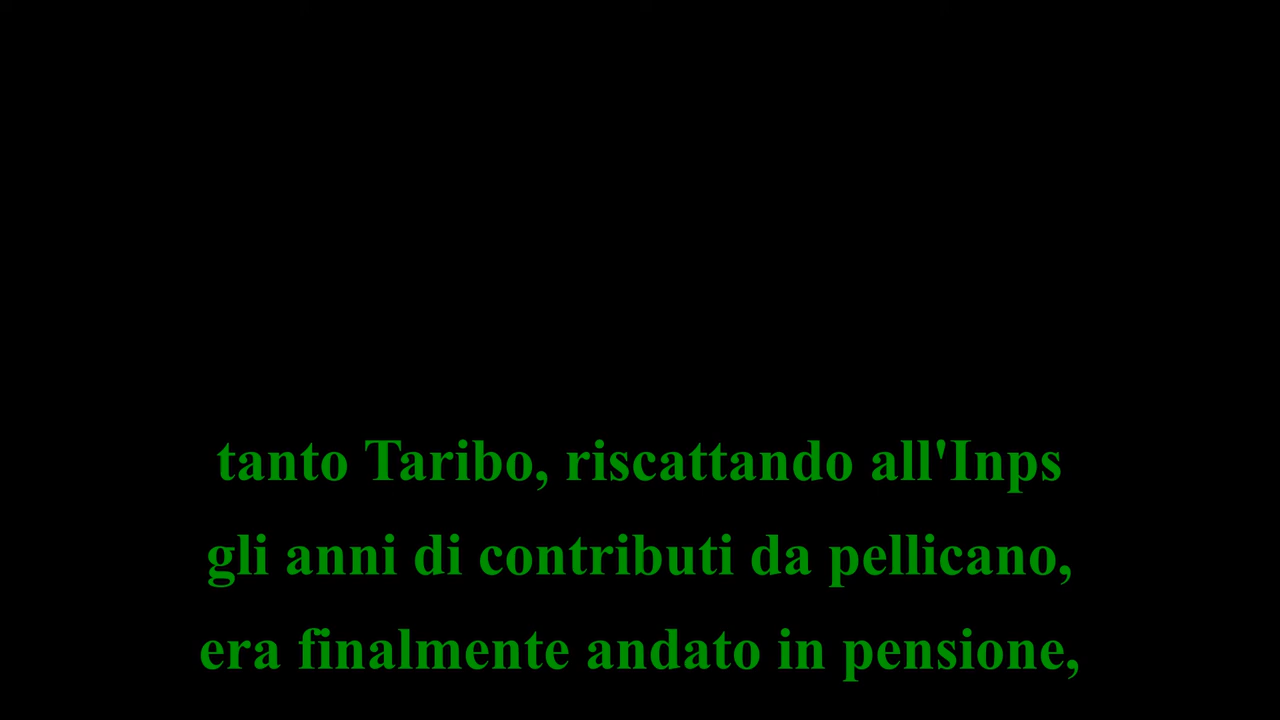 tanto Taribo, riscattando all'Inps
gli anni di contributi da pellicano,
era finalmente andato in pensione,